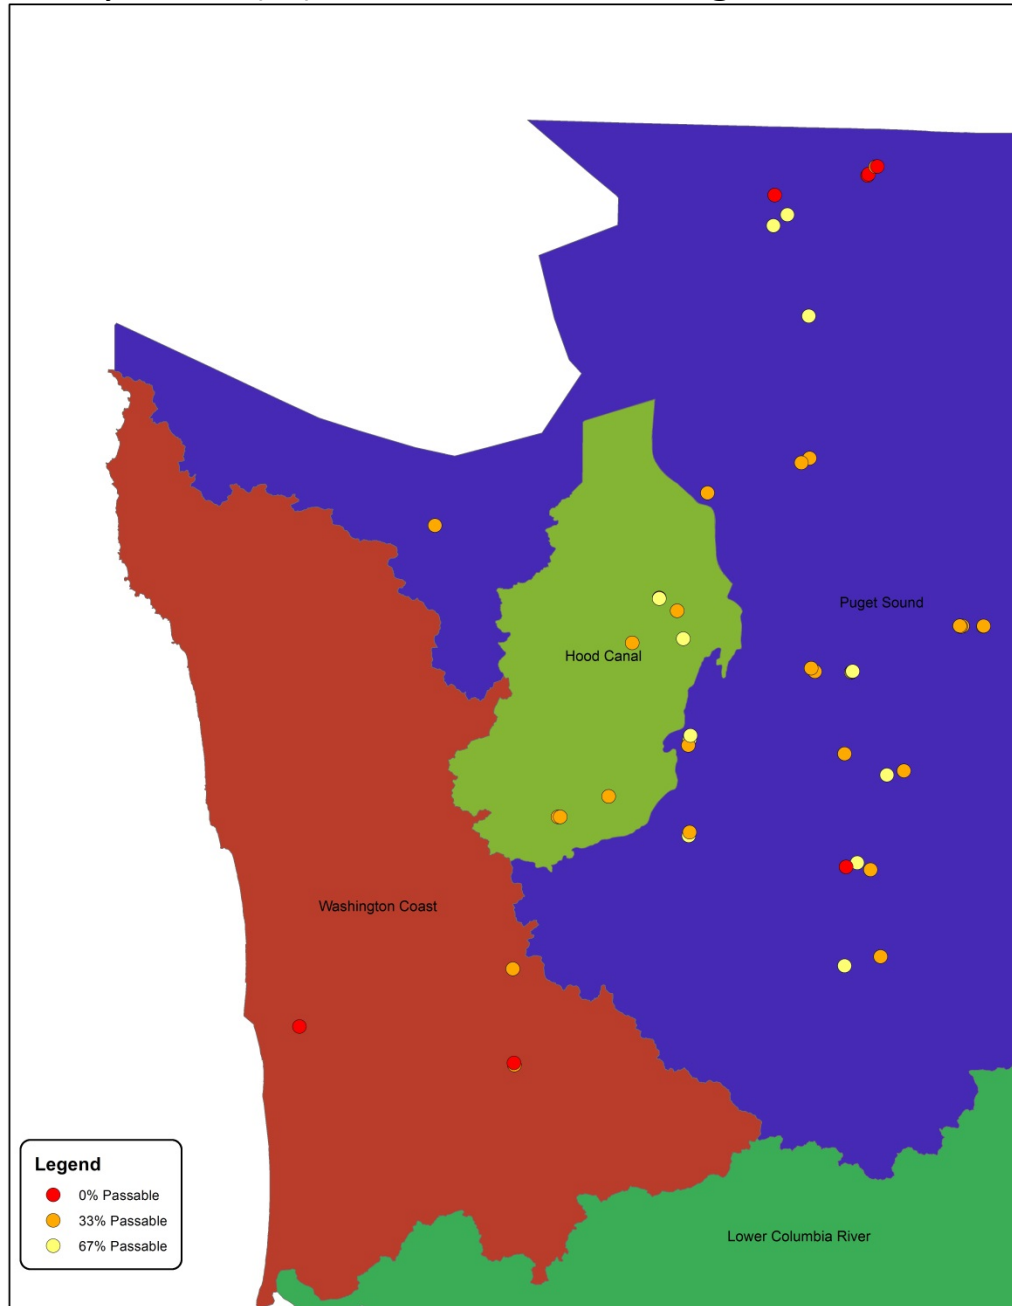 Puget Sound
Hood Canal
Washington Coast
Legend
0% Passable
33% Passable
67% Passable
Lower Columbia River